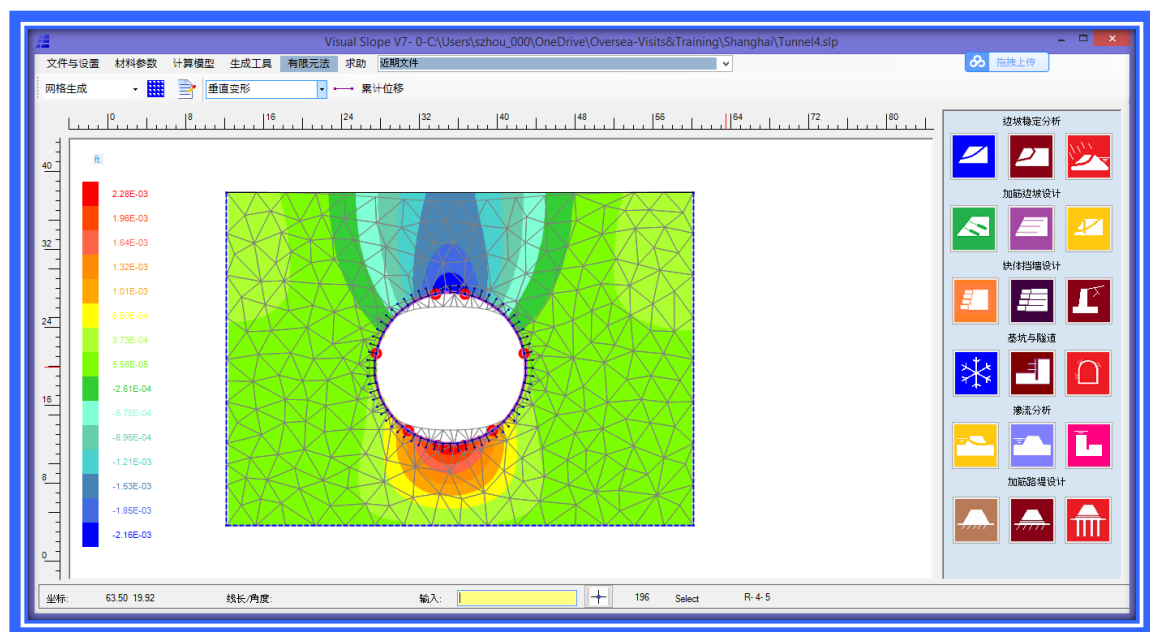 Visual Slope V7- 0-C:\Users\szhou_000\OneDrive\Oversea-Visits&Training\Shanghai\Tunnel4.slp
文件与设置 材料参数 计算模型 生成工具 有限元法 求助 近期文件
拖拽上传
网格生成 垂直变形 累计位移
0 8 16 24 32 40 48 56 64 72 80
边坡稳定分析
加筋边坡设计
块体挡墙设计
基坑与隧道
渗流分析
加筋路堤设计
40
32
24
16
8
0
ft
2.28E-03
1.96E-03
1.64E-03
1.32E-03
1.01E-03
6.90E-04
3.73E-04
5.58E-05
-2.61E-04
-5.78E-04
-8.95E-04
-1.21E-03
-1.53E-03
-1.85E-03
-2.16E-03
坐标: 63.50 19.92 线长/角度: 输入: 196 Select R- 4- 5